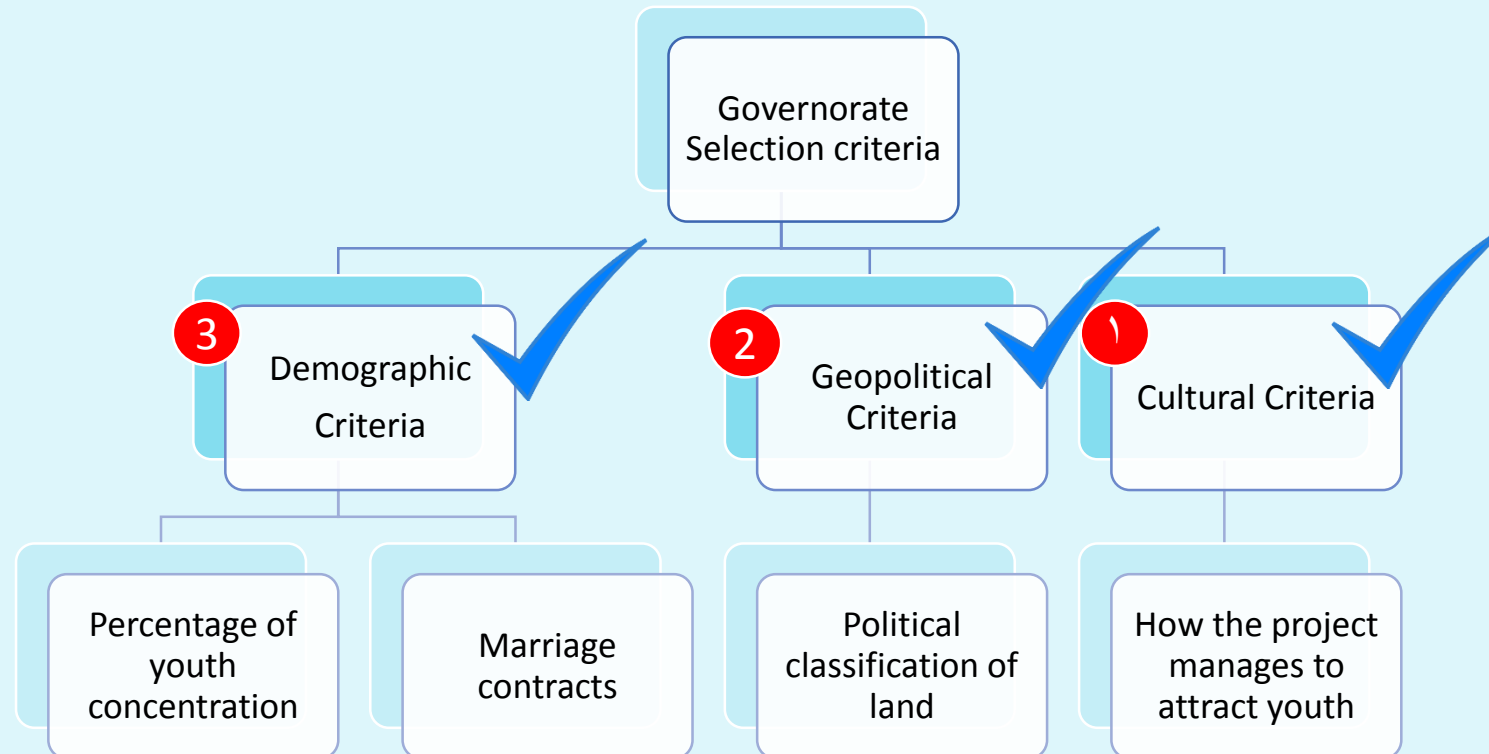 Governorate
Selection criteria
3
Demographic
Criteria
2
Geopolitical
Criteria
١
Cultural Criteria
Percentage of
youth
concentration
Marriage
contracts
Political
classification of
land
How the project
manages to
attract youth